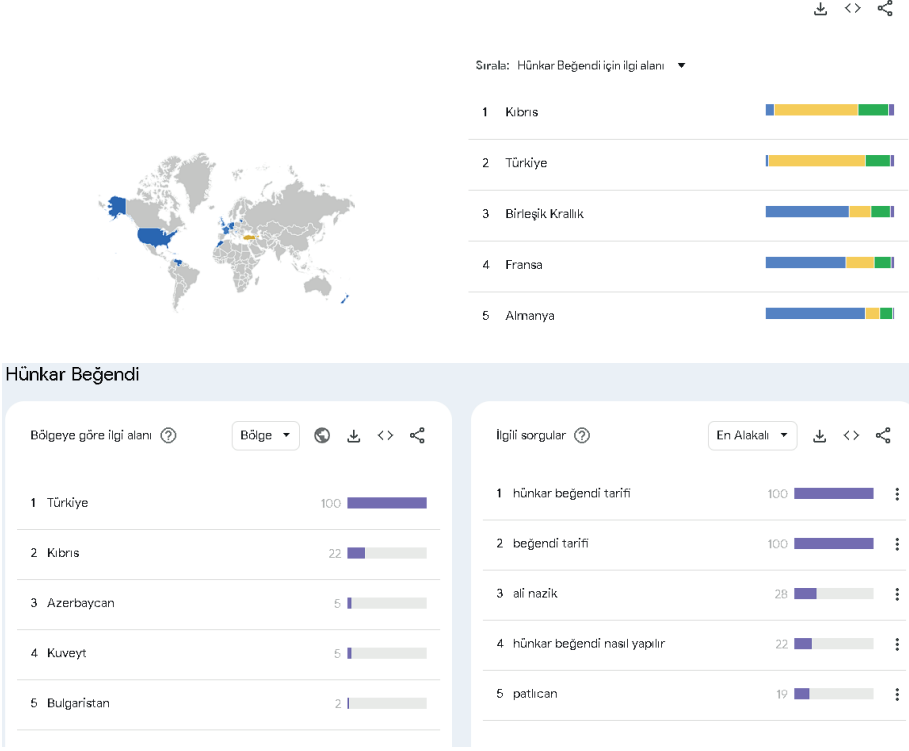 Sırala: Hünkar Beğendi için ilgi alanı
1 Kıbrıs
2 Türkiye
3 Birleşik Krallık
4 Fransa
5 Almanya
Hünkar Beğendi
Bölgeye göre ilgi alanı
Bölge
1 Türkiye 100
2 Kıbrıs 22
3 Azerbaycan 5
4 Kuveyt 5
5 Bulgaristan 2
İlgili sorgular
En Alakalı
1 hünkar beğendi tarifi 100
2 beğendi tarifi 100
3 ali nazik 28
4 hünkar beğendi nasıl yapılır 22
5 patlıcan 19